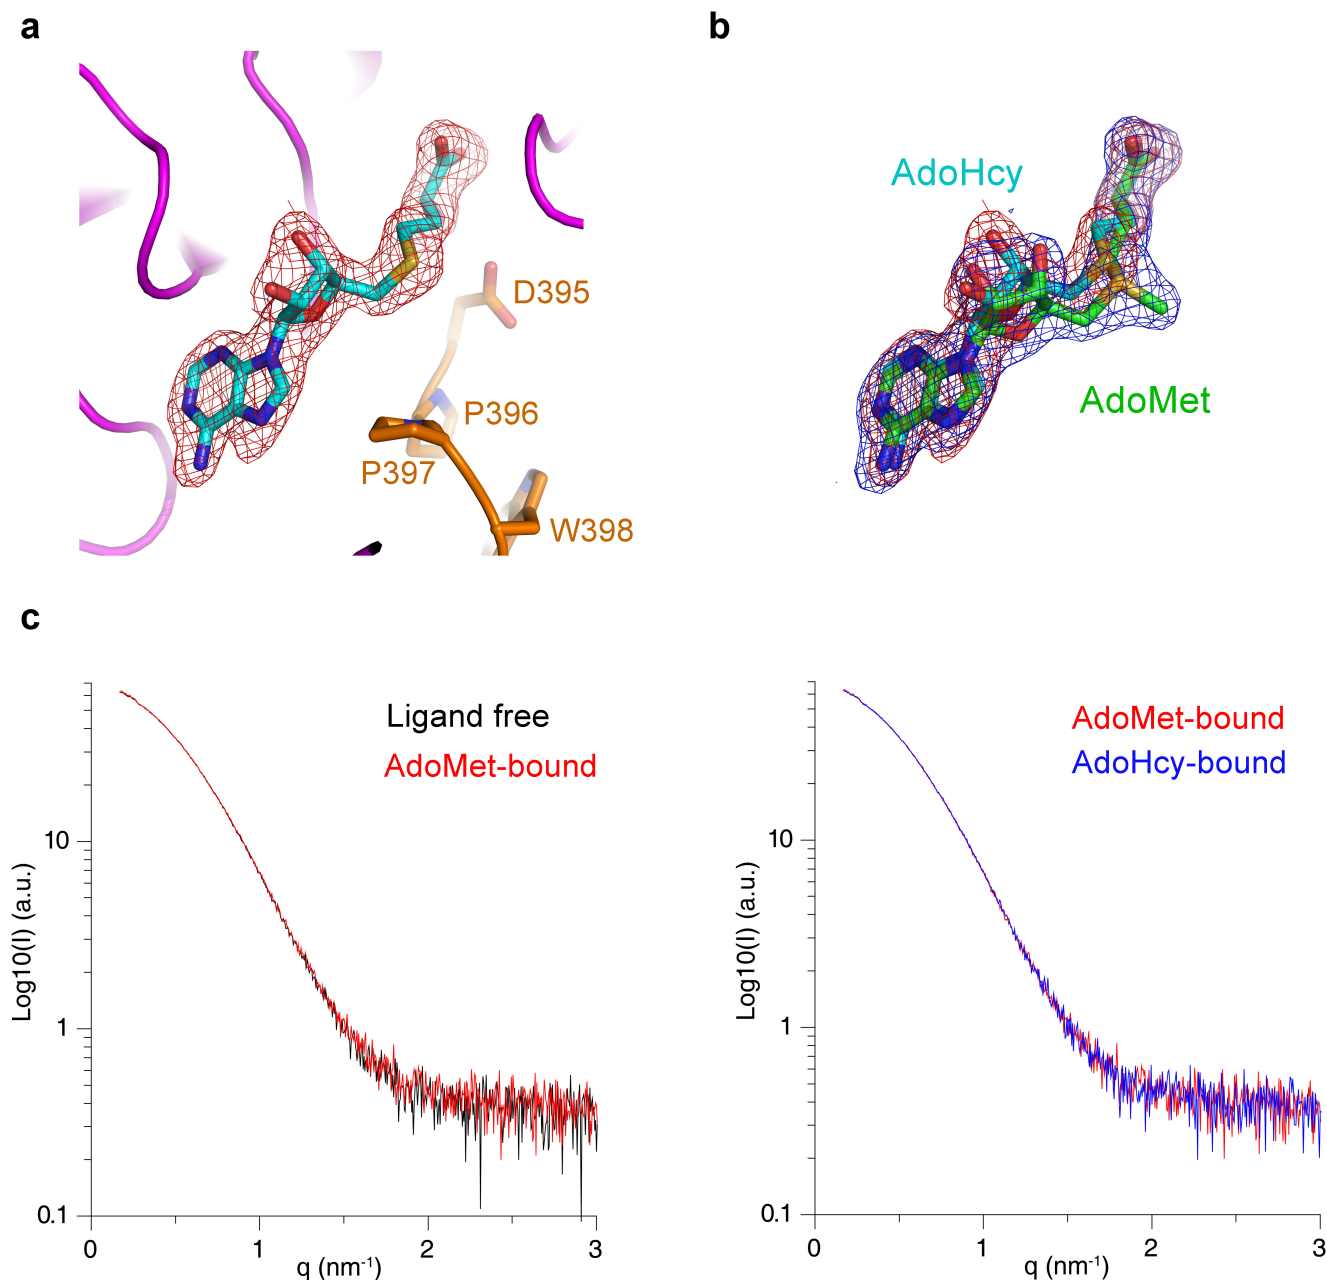 a
b
AdoHcy
D395
AdoMet
P396
P397
W398
c
Ligand free
AdoMet-bound
10
1
0.1
Log10(I) (a.u.)
0
1
2
3
q (nm⁻¹)
AdoMet-bound
AdoHcy-bound
10
1
0.1
Log10(I) (a.u.)
0
1
2
3
q (nm⁻¹)